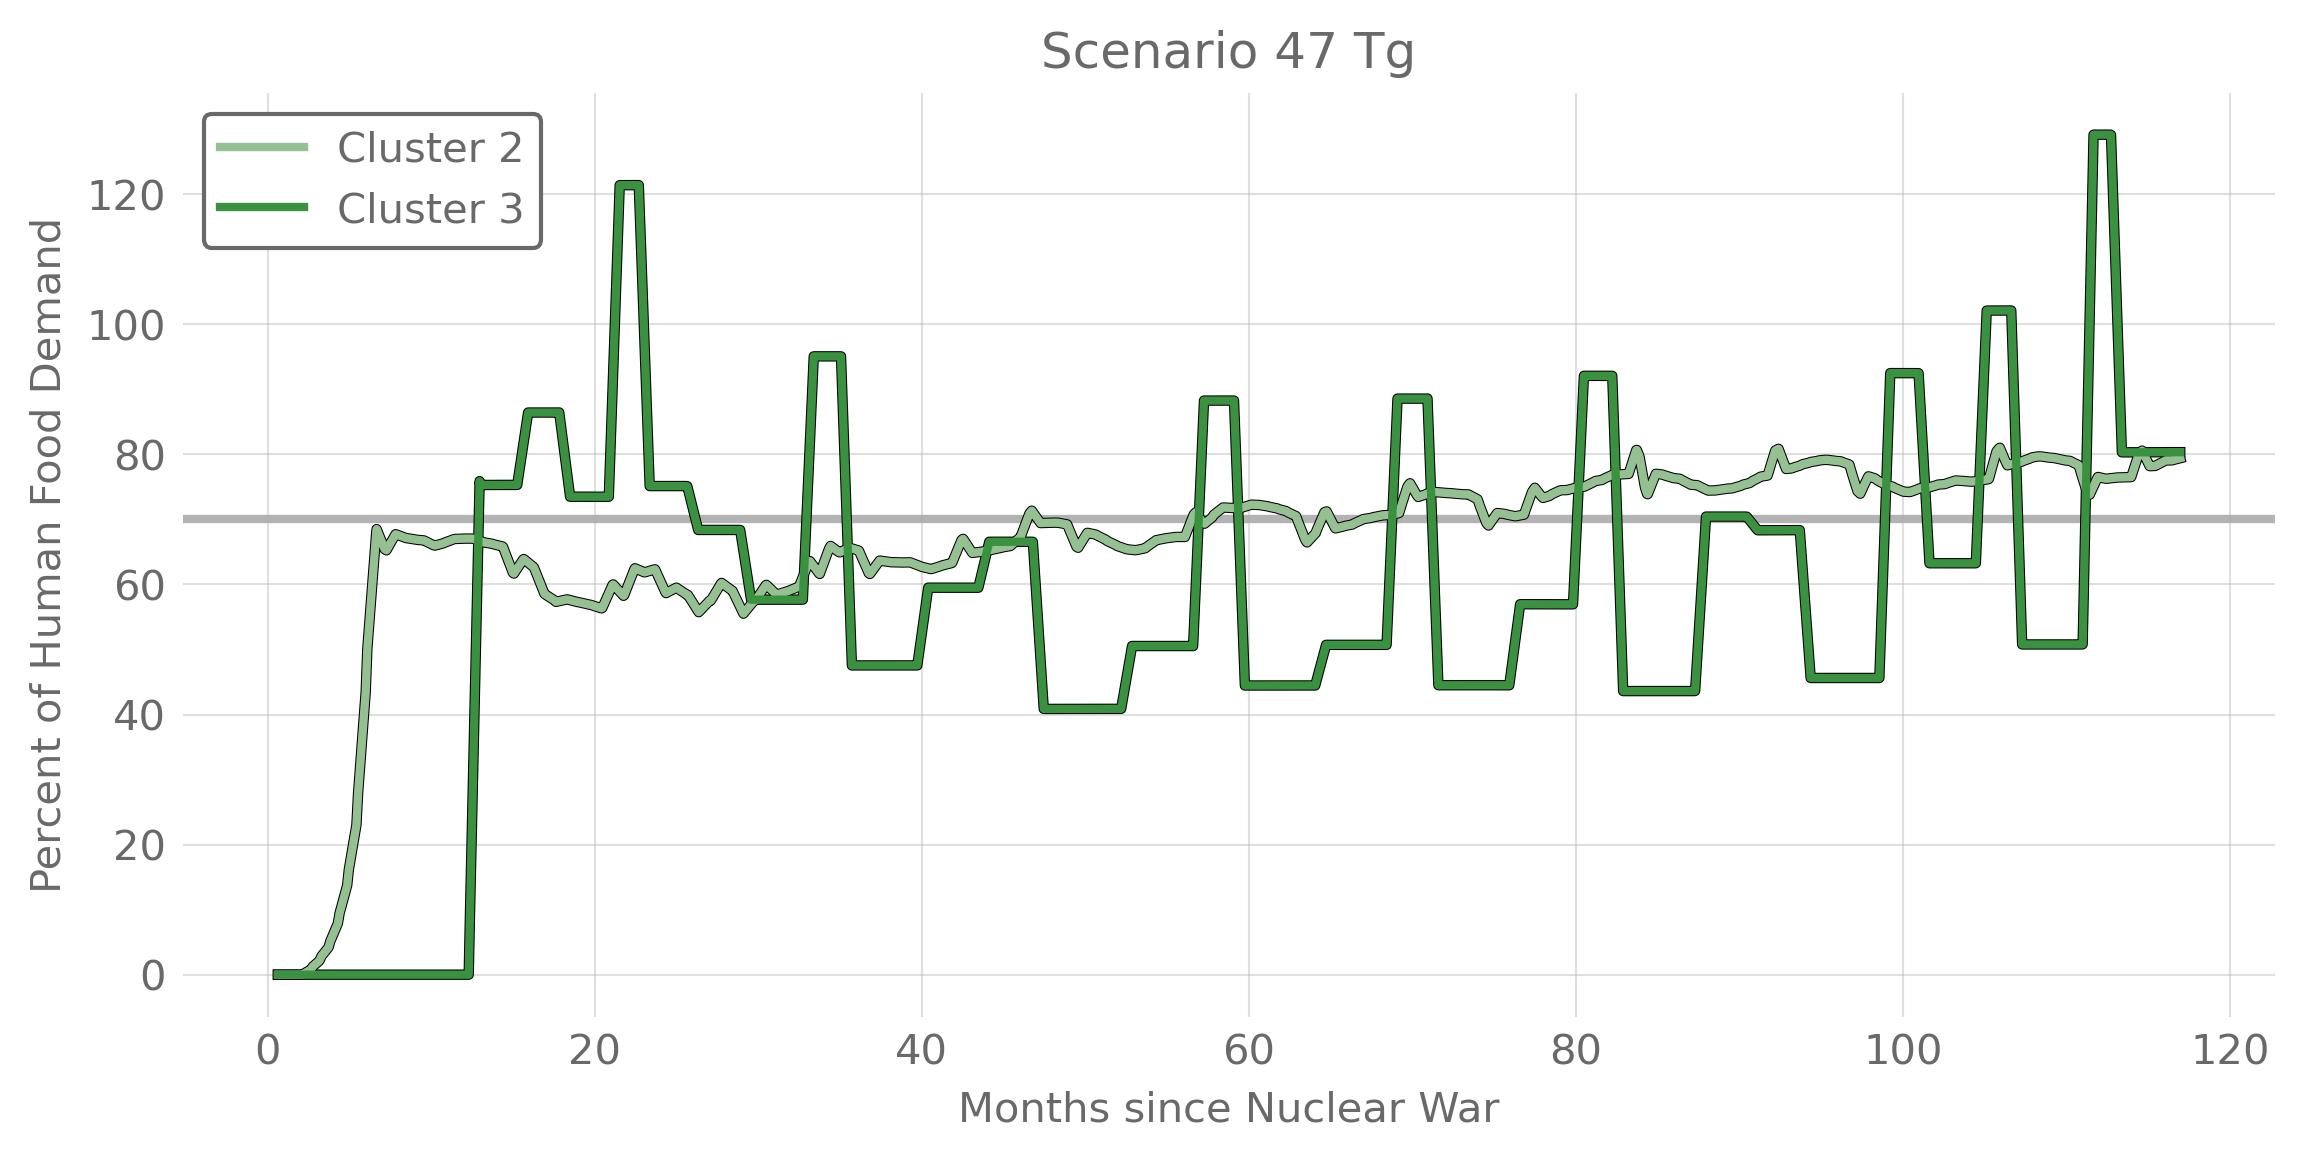 Scenario 47 Tg
Cluster 2
Cluster 3
Percent of Human Food Demand
120
100
80
60
40
20
0
0 20 40 60 80 100 120
Months since Nuclear War